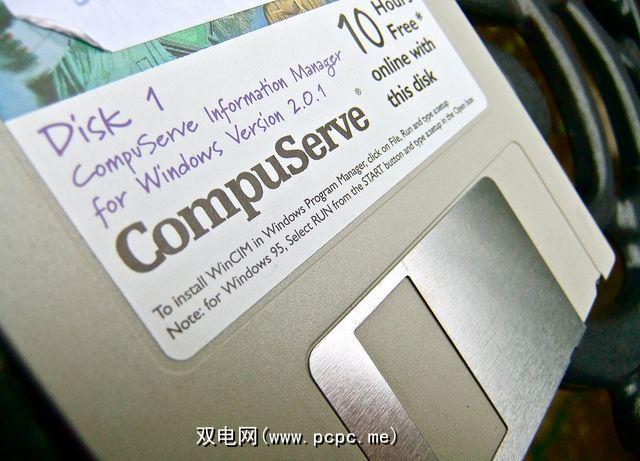 Disk 1
CompuServe Information Manager
for Windows Version 2.0.1
10 Hours
Free*
online with
this disk
CompuServe®
To install WinCIM in Windows Program Manager, click on File, Run and type a:setup
Note: for Windows 95, Select RUN from the START button and type a:setup in the Open box
双电网(www.pcpc.me)